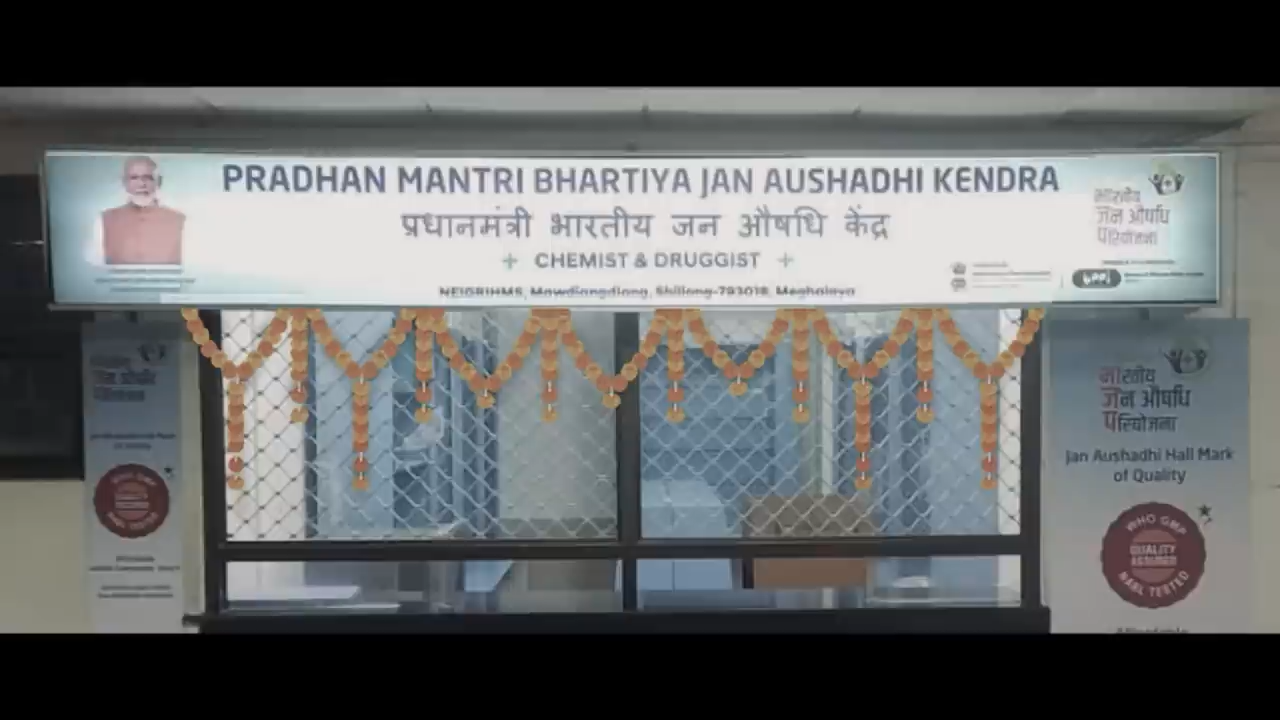 PRADHAN MANTRI BHARTIYA JAN AUSHADHI KENDRA
प्रधानमंत्री भारतीय जन औषधि केंद्र
CHEMIST & DRUGGIST
NEIGRIHMS, Mawdiangdiang, Shillong-793018, Meghalaya
भारतीय
जन औषधि
परियोजना
भारतीय
जन औषधि
परियोजना
Jan Aushadhi Hall Mark
of Quality
WHO GMP
QUALITY
ASSURED
NABL TESTED